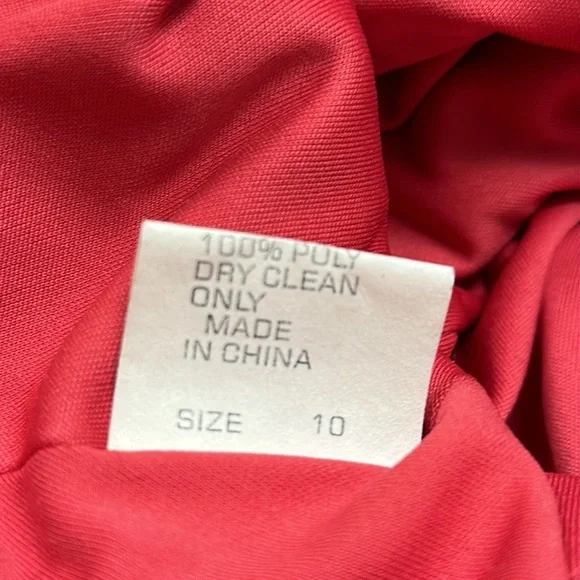 100% POLY
DRY CLEAN
ONLY
MADE
IN CHINA
SIZE 10